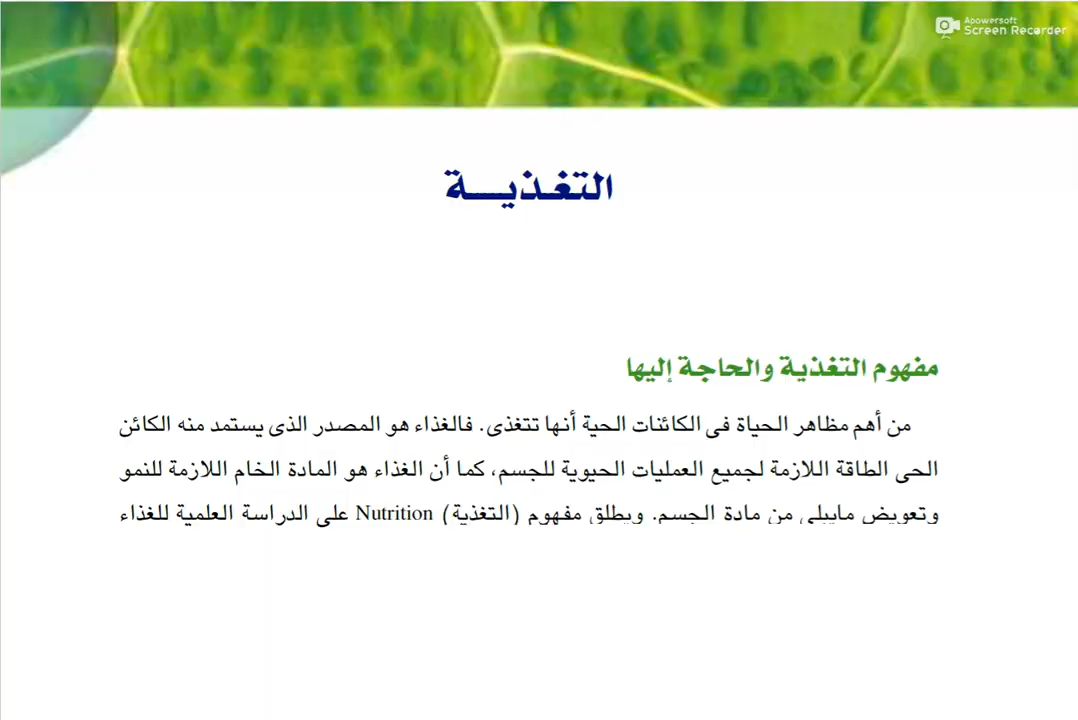 Apowersoft
Screen Recorder
التغذيـــة
مفهوم التغذية والحاجة إليها
من أهم مظاهر الحياة فى الكائنات الحية أنها تتغذى. فالغذاء هو المصدر الذى يستمد منه الكائن
الحى الطاقة اللازمة لجميع العمليات الحيوية للجسم، كما أن الغذاء هو المادة الخام اللازمة للنمو
وتعويض مايبلى من مادة الجسم. ويطلق مفهوم (التغذية) Nutrition على الدراسة العلمية للغذاء